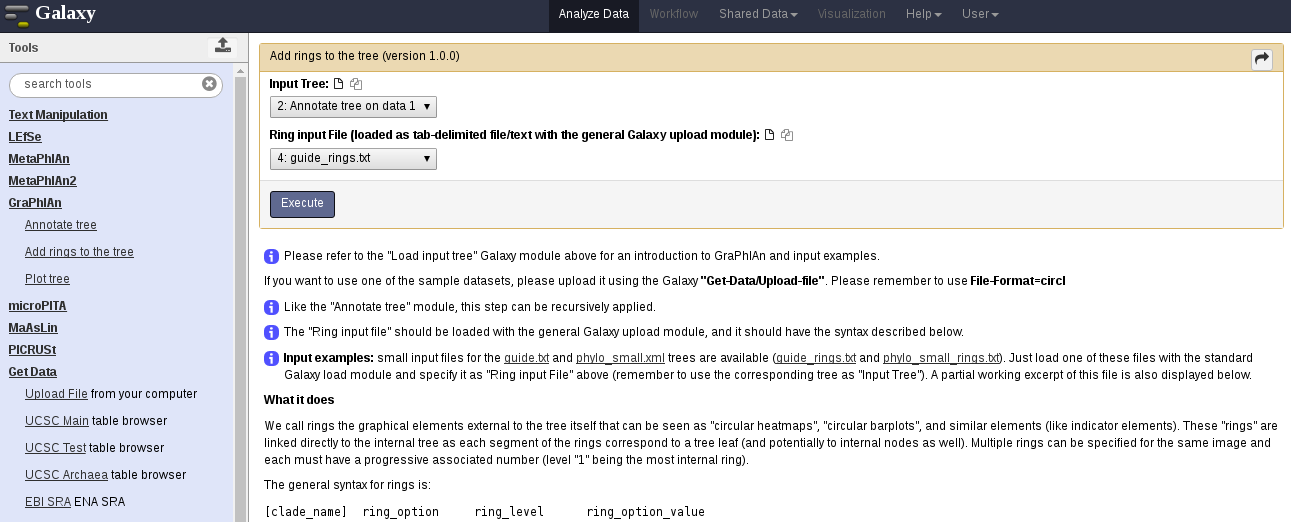 Galaxy
Analyze Data Workflow Shared Data Visualization Help User
Tools
search tools
Text Manipulation
LEfSe
MetaPhlAn
MetaPhlAn2
GraPhlAn
Annotate tree
Add rings to the tree
Plot tree
microPITA
MaAsLin
PICRUSt
Get Data
Upload File from your computer
UCSC Main table browser
UCSC Test table browser
UCSC Archaea table browser
EBI SRA ENA SRA
Add rings to the tree (version 1.0.0)
Input Tree:
2: Annotate tree on data 1
Ring input File (loaded as tab-delimited file/text with the general Galaxy upload module):
4: guide_rings.txt
Execute
Please refer to the "Load input tree" Galaxy module above for an introduction to GraPhlAn and input examples.
If you want to use one of the sample datasets, please upload it using the Galaxy "Get-Data/Upload-file". Please remember to use File-Format=circl
Like the "Annotate tree" module, this step can be recursively applied.
The "Ring input file" should be loaded with the general Galaxy upload module, and it should have the syntax described below.
Input examples: small input files for the guide.txt and phylo_small.xml trees are available (guide_rings.txt and phylo_small_rings.txt). Just load one of these files with the standard
Galaxy load module and specify it as "Ring input File" above (remember to use the corresponding tree as "Input Tree"). A partial working excerpt of this file is also displayed below.
What it does
We call rings the graphical elements external to the tree itself that can be seen as "circular heatmaps", "circular barplots", and similar elements (like indicator elements). These "rings" are
linked directly to the internal tree as each segment of the rings correspond to a tree leaf (and potentially to internal nodes as well). Multiple rings can be specified for the same image and
each must have a progressive associated number (level "1" being the most internal ring).
The general syntax for rings is:
[clade_name] ring_option ring_level ring_option_value